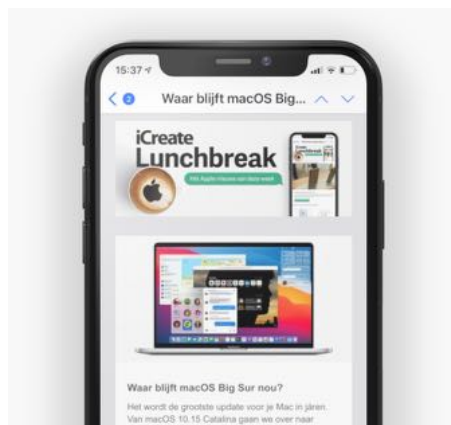 15:37
2
Waar blijft macOS Big...
iCreate
Lunchbreak
Het Apple nieuws van deze week
Waar blijft macOS Big Sur nou?
Het wordt de grootste update voor je Mac in járen.
Van macOS 10.15 Catalina gaan we over naar